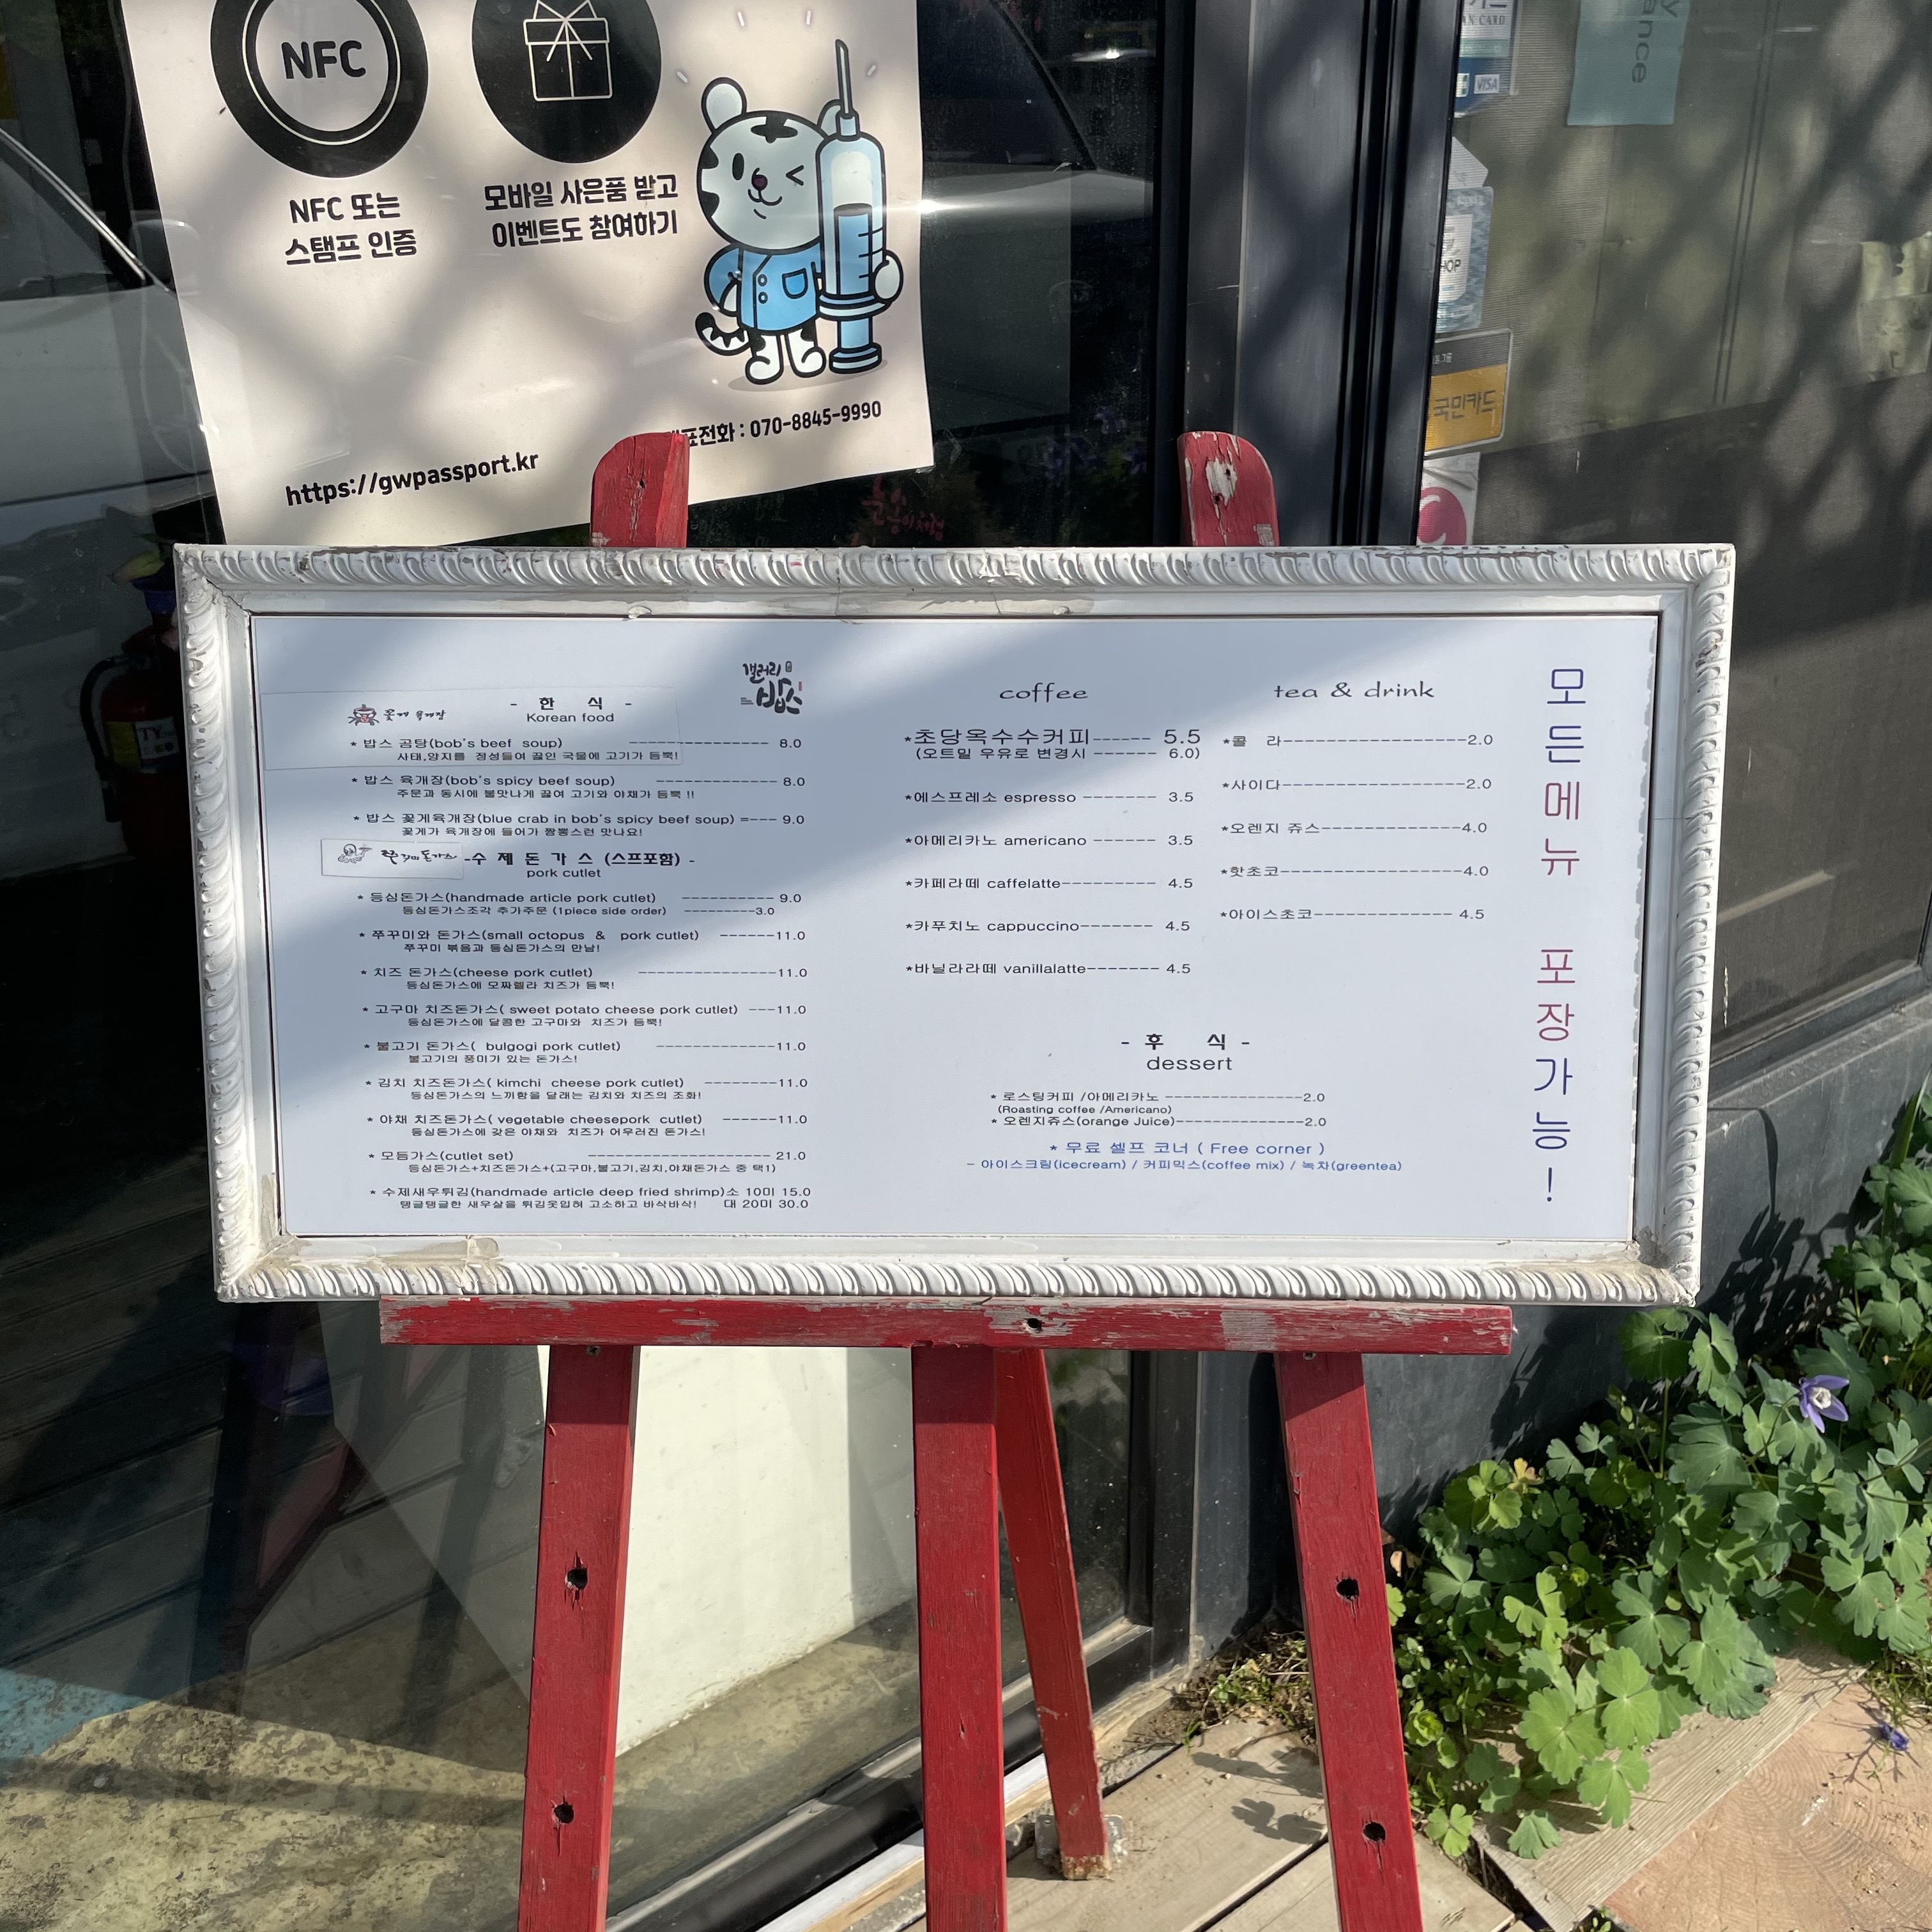 NFC
NFC 또는
스탬프 인증
모바일 사은품 받고
이벤트도 참여하기
표전화 : 070-8845-9990
https://gwpassport.kr
VISA
국민카드
갤러리
밥스
꽃게 육개장
- 한 식 -
Korean food
* 밥스 곰탕(bob's beef soup) --------------- 8.0
사태,양지를 정성들여 끓인 국물에 고기가 듬뿍!
* 밥스 육개장(bob's spicy beef soup) ------------- 8.0
주문과 동시에 불맛나게 끓여 고기와 야채가 듬뿍 !!
* 밥스 꽃게육개장(blue crab in bob's spicy beef soup) =--- 9.0
꽃게가 육개장에 들어가 짬뽕스런 맛나요!
-수 제 돈 가 스 (스프포함) -
pork cutlet
* 등심돈가스(handmade article pork cutlet) ---------- 9.0
등심돈가스조각 추가주문 (1piece side order) ---------3.0
* 쭈꾸미와 돈가스(small octopus & pork cutlet) ------11.0
쭈꾸미 볶음과 등심돈가스의 만남!
* 치즈 돈가스(cheese pork cutlet) ---------------11.0
등심돈가스에 모짜렐라 치즈가 듬뿍!
* 고구마 치즈돈가스( sweet potato cheese pork cutlet) ---11.0
등심돈가스에 달콤한 고구마와 치즈가 듬뿍!
* 불고기 돈가스( bulgogi pork cutlet) -------------11.0
불고기의 풍미가 있는 돈가스!
* 김치 치즈돈가스( kimchi cheese pork cutlet) --------11.0
등심돈가스의 느끼함을 달래는 김치와 치즈의 조화!
* 야채 치즈돈가스( vegetable cheesepork cutlet) ------11.0
등심돈가스에 갖은 야채와 치즈가 어우러진 돈가스!
* 모듬가스(cutlet set) -------------------- 21.0
등심돈가스+치즈돈가스+(고구마,불고기,김치,야채돈가스 중 택1)
* 수제새우튀김(handmade article deep fried shrimp)소 10미 15.0
탱글탱글한 새우살을 튀김옷입혀 고소하고 바삭바삭! 대 20미 30.0
coffee
*초당옥수수커피------ 5.5
(오트밀 우유로 변경시 ------ 6.0)
*에스프레소 espresso ------- 3.5
*아메리카노 americano ------ 3.5
*카페라떼 caffelatte--------- 4.5
*카푸치노 cappuccino------- 4.5
*바닐라라떼 vanillalatte------- 4.5
tea & drink
*콜 라------------------2.0
*사이다------------------2.0
*오렌지 쥬스--------------4.0
*핫초코------------------4.0
*아이스초코-------------- 4.5
- 후 식 -
dessert
* 로스팅커피 /아메리카노 ---------------2.0
(Roasting coffee /Americano)
* 오렌지쥬스(orange Juice)---------------2.0
* 무료 셀프 코너 ( Free corner )
- 아이스크림(icecream) / 커피믹스(coffee mix) / 녹차(greentea)
모든메뉴 포장가능!